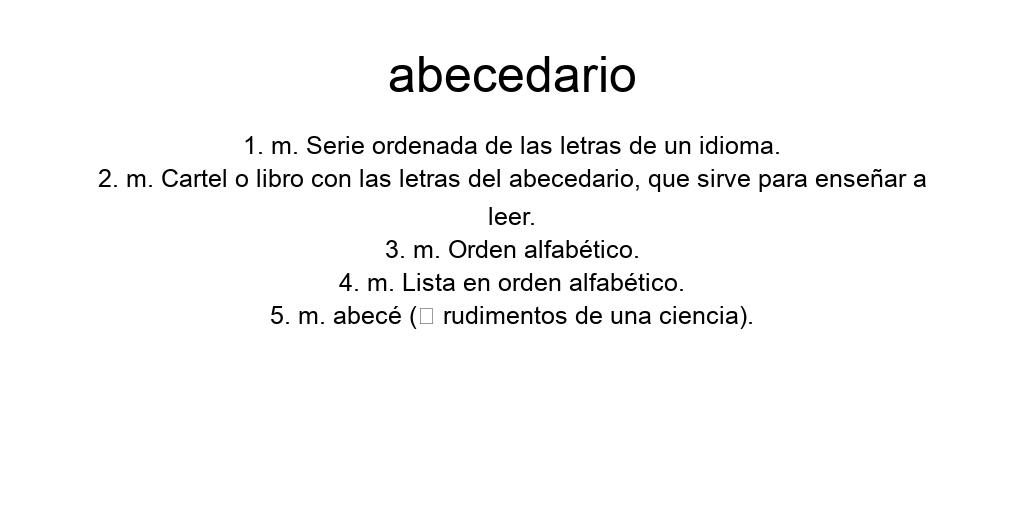 abecedario
1. m. Serie ordenada de las letras de un idioma.
2. m. Cartel o libro con las letras del abecedario, que sirve para enseñar a
leer.
3. m. Orden alfabético.
4. m. Lista en orden alfabético.
5. m. abecé (□ rudimentos de una ciencia).